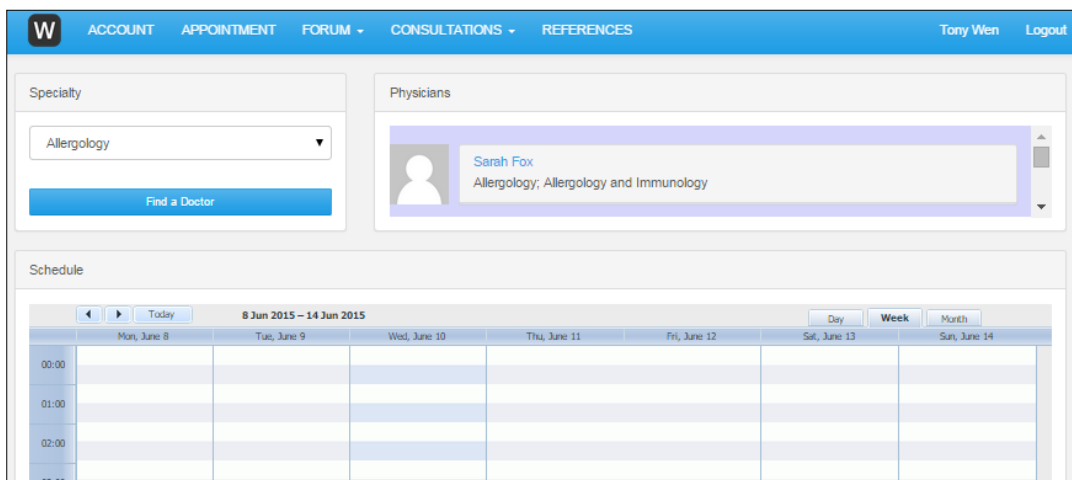 W ACCOUNT APPOINTMENT FORUM CONSULTATIONS REFERENCES Tony Wen Logout
Specialty
Allergology
Find a Doctor
Physicians
Sarah Fox
Allergology; Allergology and Immunology
Schedule
Today 8 Jun 2015 – 14 Jun 2015 Day Week Month
Mon, June 8 Tue, June 9 Wed, June 10 Thu, June 11 Fri, June 12 Sat, June 13 Sun, June 14
00:00
01:00
02:00